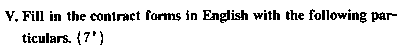 V. Fill in the contract forms in English with the following par-
ticulars. (7')